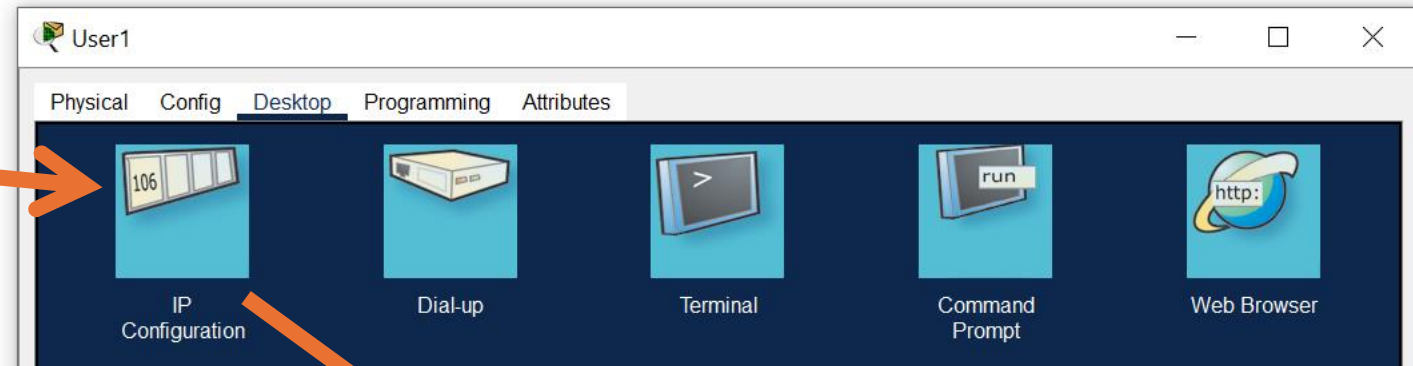 User1
Physical Config Desktop Programming Attributes
106
>
run
http:
IP
Configuration
Dial-up
Terminal
Command
Prompt
Web Browser